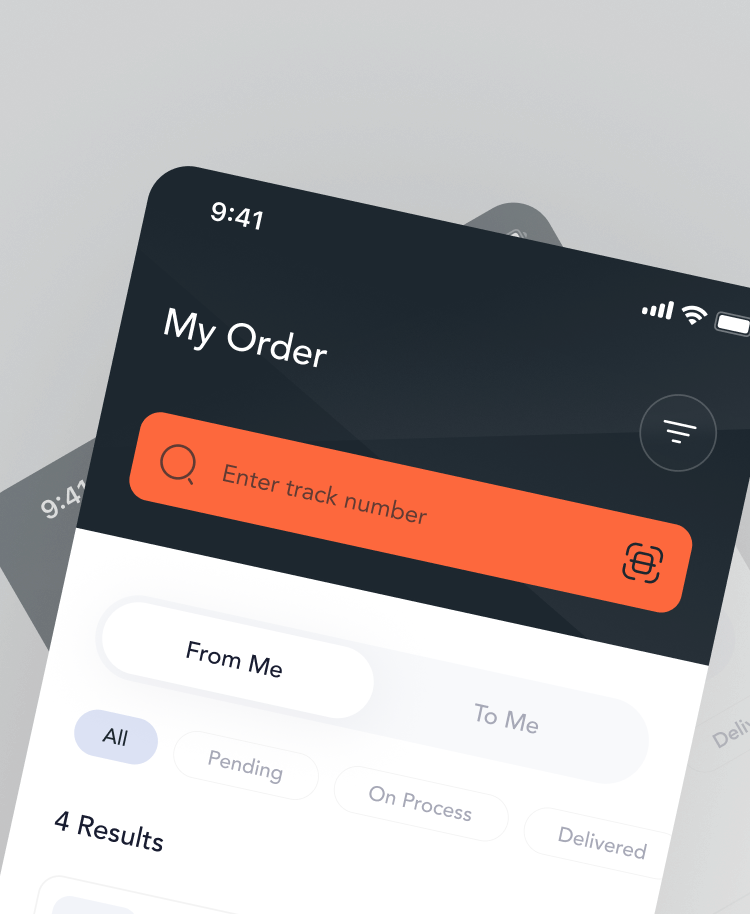 9:41
My Order
Enter track number
9:41
From Me
To Me
All
Pending
On Process
Delivered
4 Results